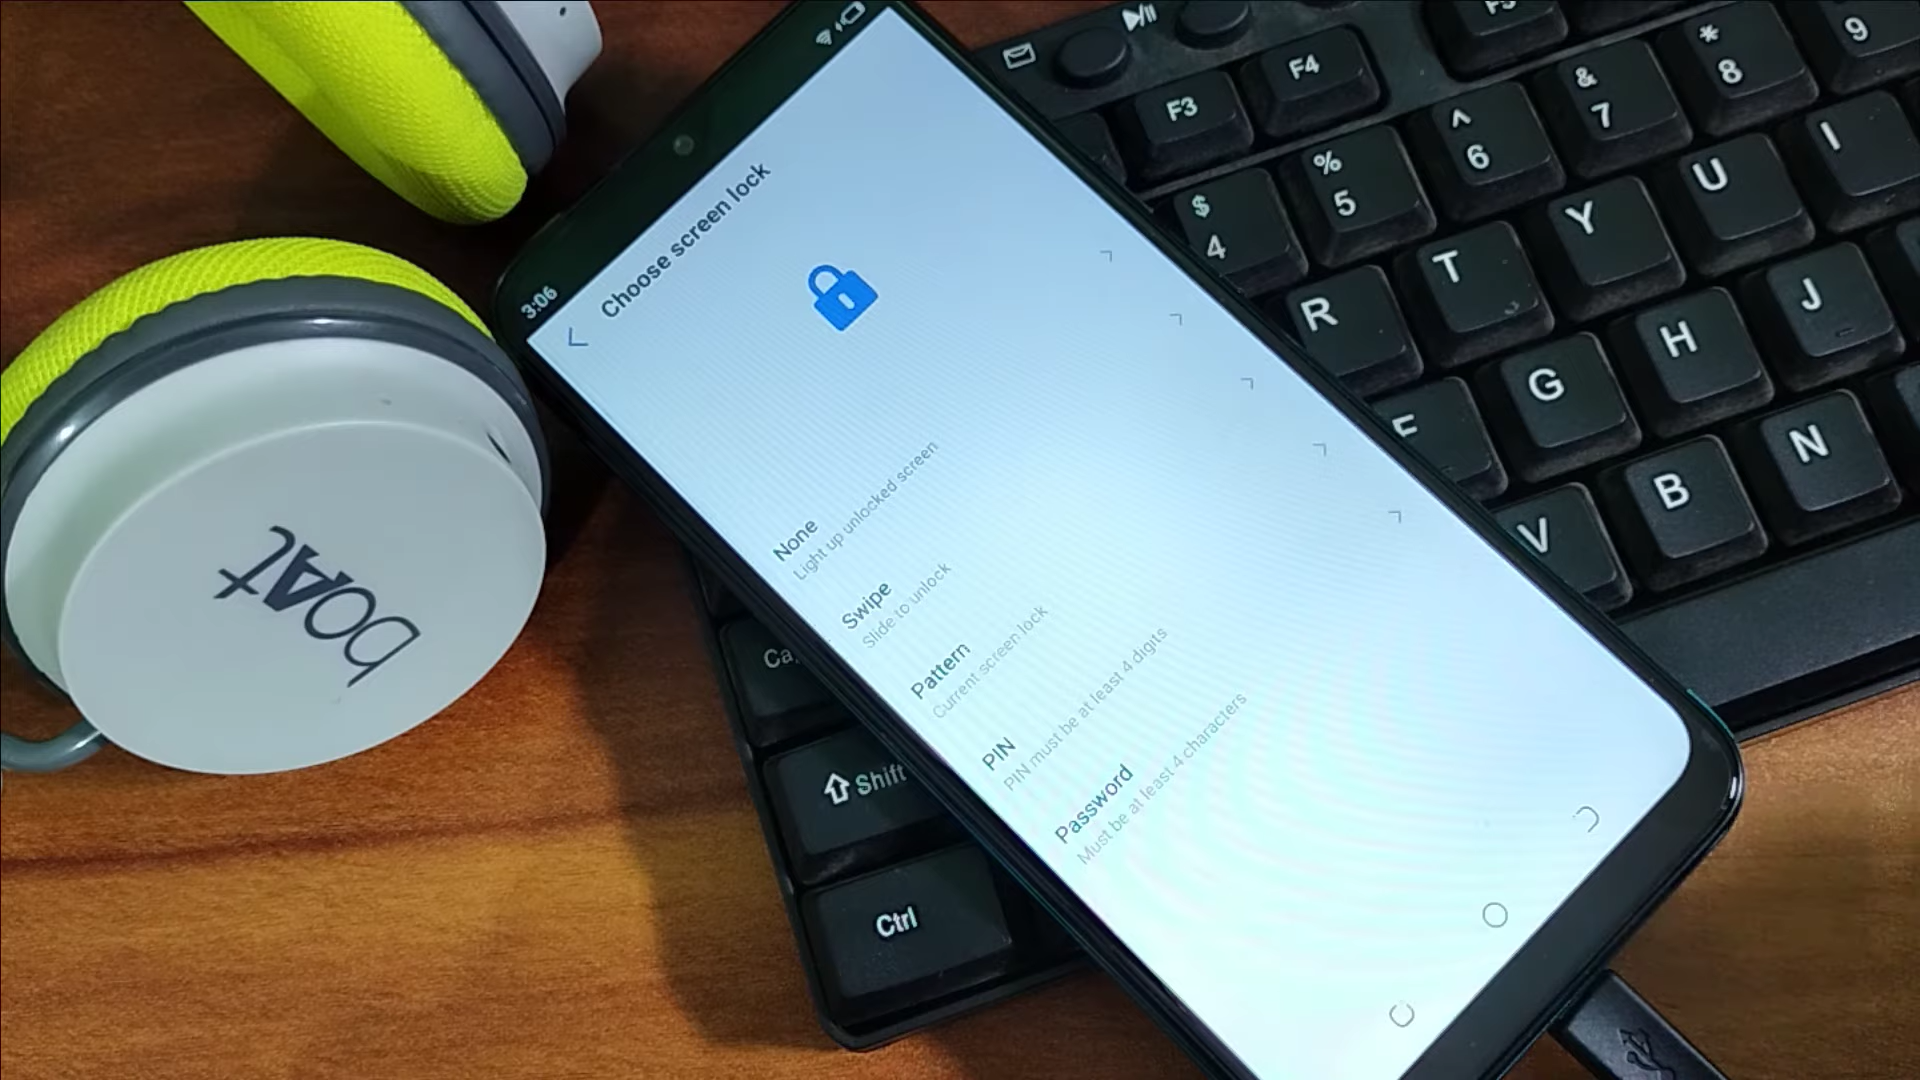 3:06
Choose screen lock
None
Light up unlocked screen
Swipe
Slide to unlock
Pattern
Current screen lock
PIN
PIN must be at least 4 digits
Password
Must be at least 4 characters
boAt
F3
F4
F5
$
4
%
5
^
6
&
7
*
8
9
R
T
Y
U
I
F
G
H
J
V
B
N
Shift
Ctrl